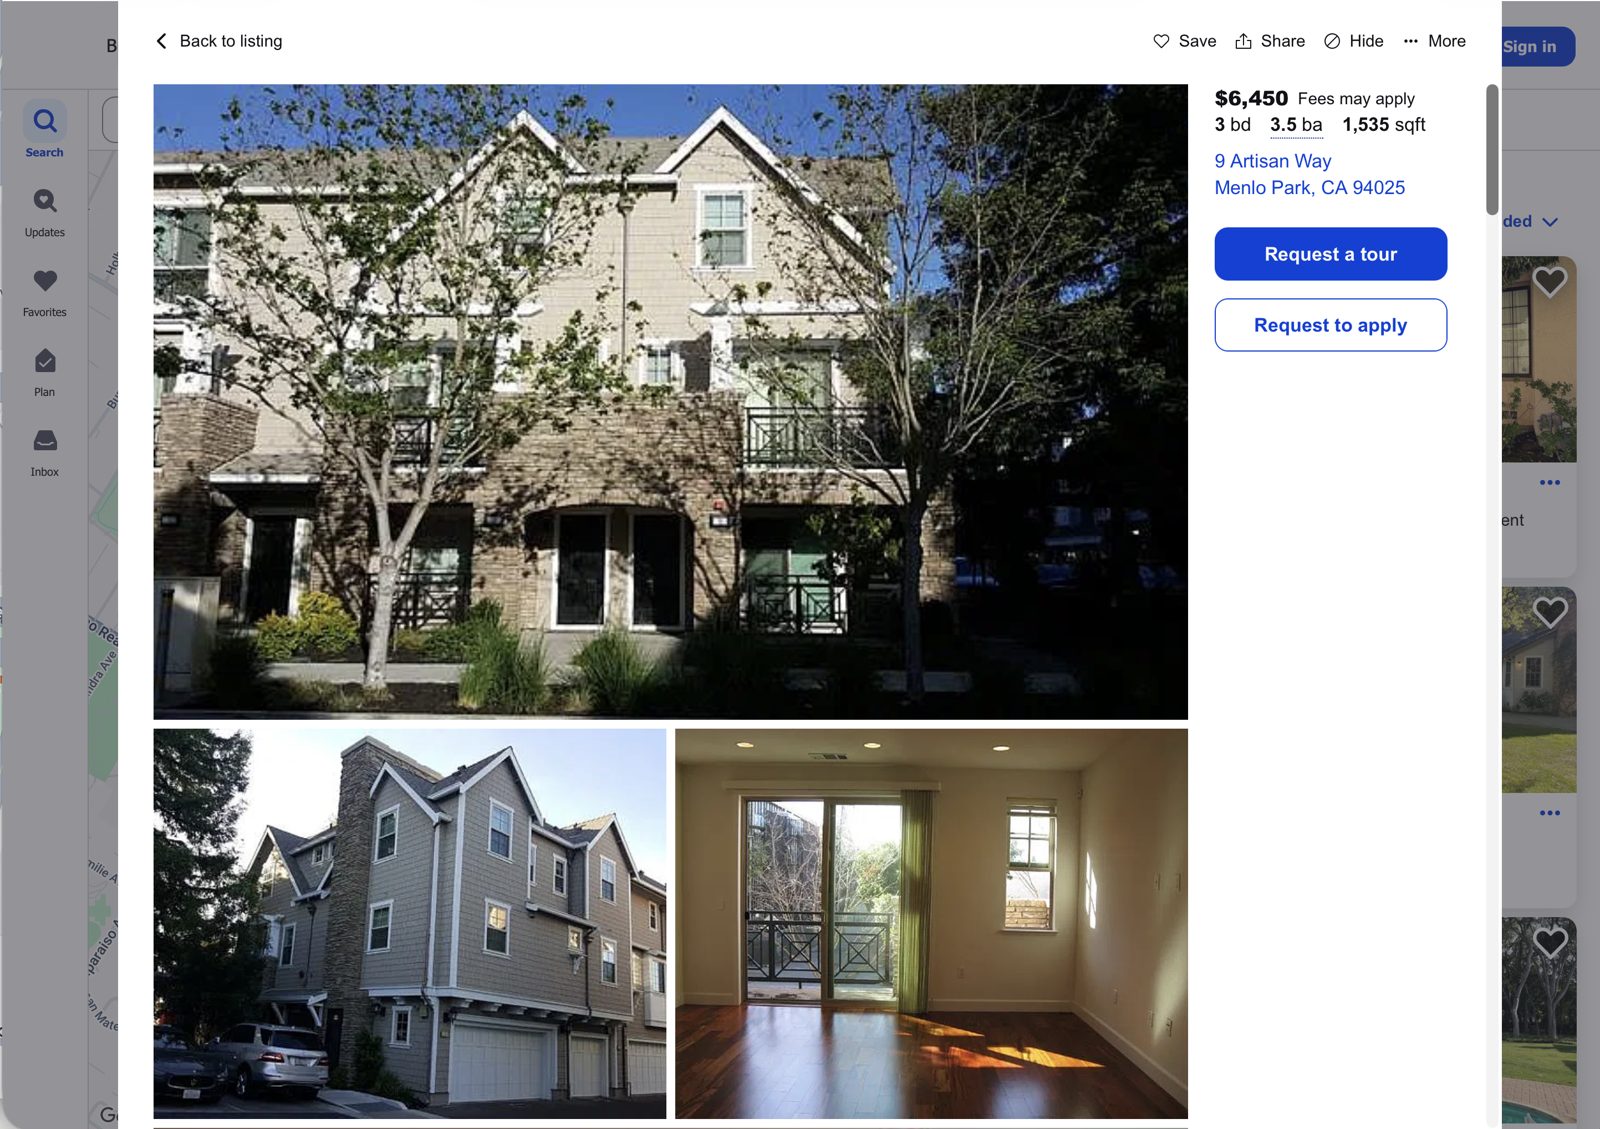 Back to listing
Save
Share
Hide
More
Sign in
Search
Updates
Favorites
Plan
Inbox
$6,450 Fees may apply
3 bd 3.5 ba 1,535 sqft
9 Artisan Way
Menlo Park, CA 94025
Request a tour
Request to apply